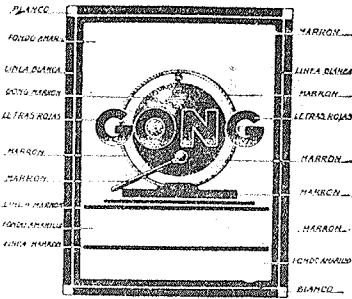 BLANCO
MARRON
FONDO AMARI.
LINEA BLANCA
LINEA BLANCA
GONG MARRON
MARRON
LETRAS ROJAS
LETRAS ROJAS
GONG
MARRON
MARRON
MARRON
MARRON
LINEA MARRON
MARRON
FONDO AMARILLO
LINEA MARRON
FONDO AMARILLO
BLANCO